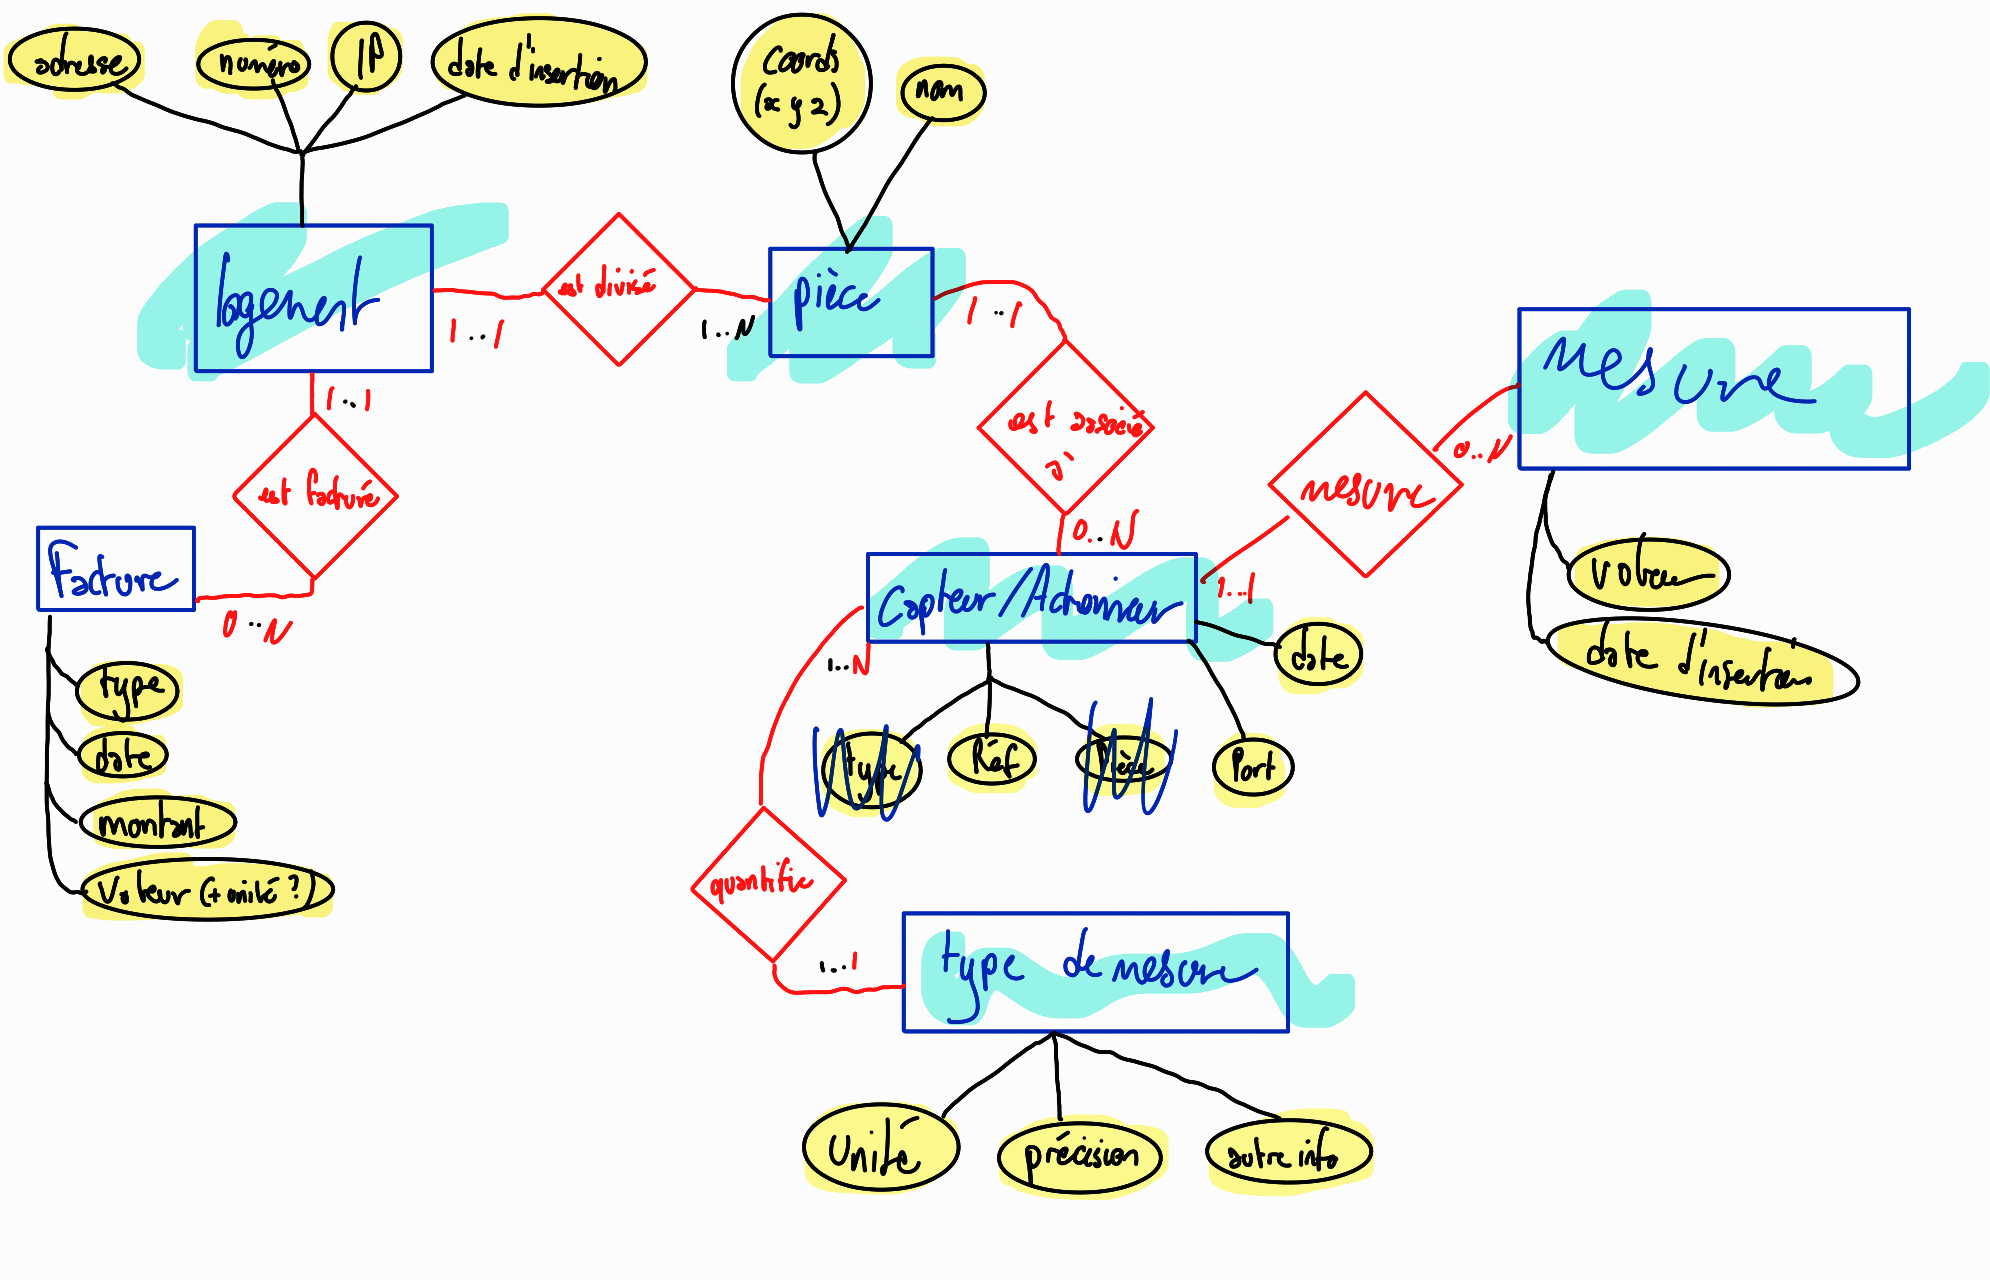 adresse
numéro
IP
date d'insertion
Coords
(x y z)
nom
logement
est divisé
pièce
1..1
1..N
1..1
mesure
1..1
est associé
à
mesure
0..N
est facturé
0..N
facture
Capteur/Actionneur
1..1
0..N
valeur
date
date d'insertion
1..N
type
type
Réf
Pièce
Port
date
montant
Valeur (+ unité ?)
quantifie
1..1
type de mesure
Unité
précision
autre info